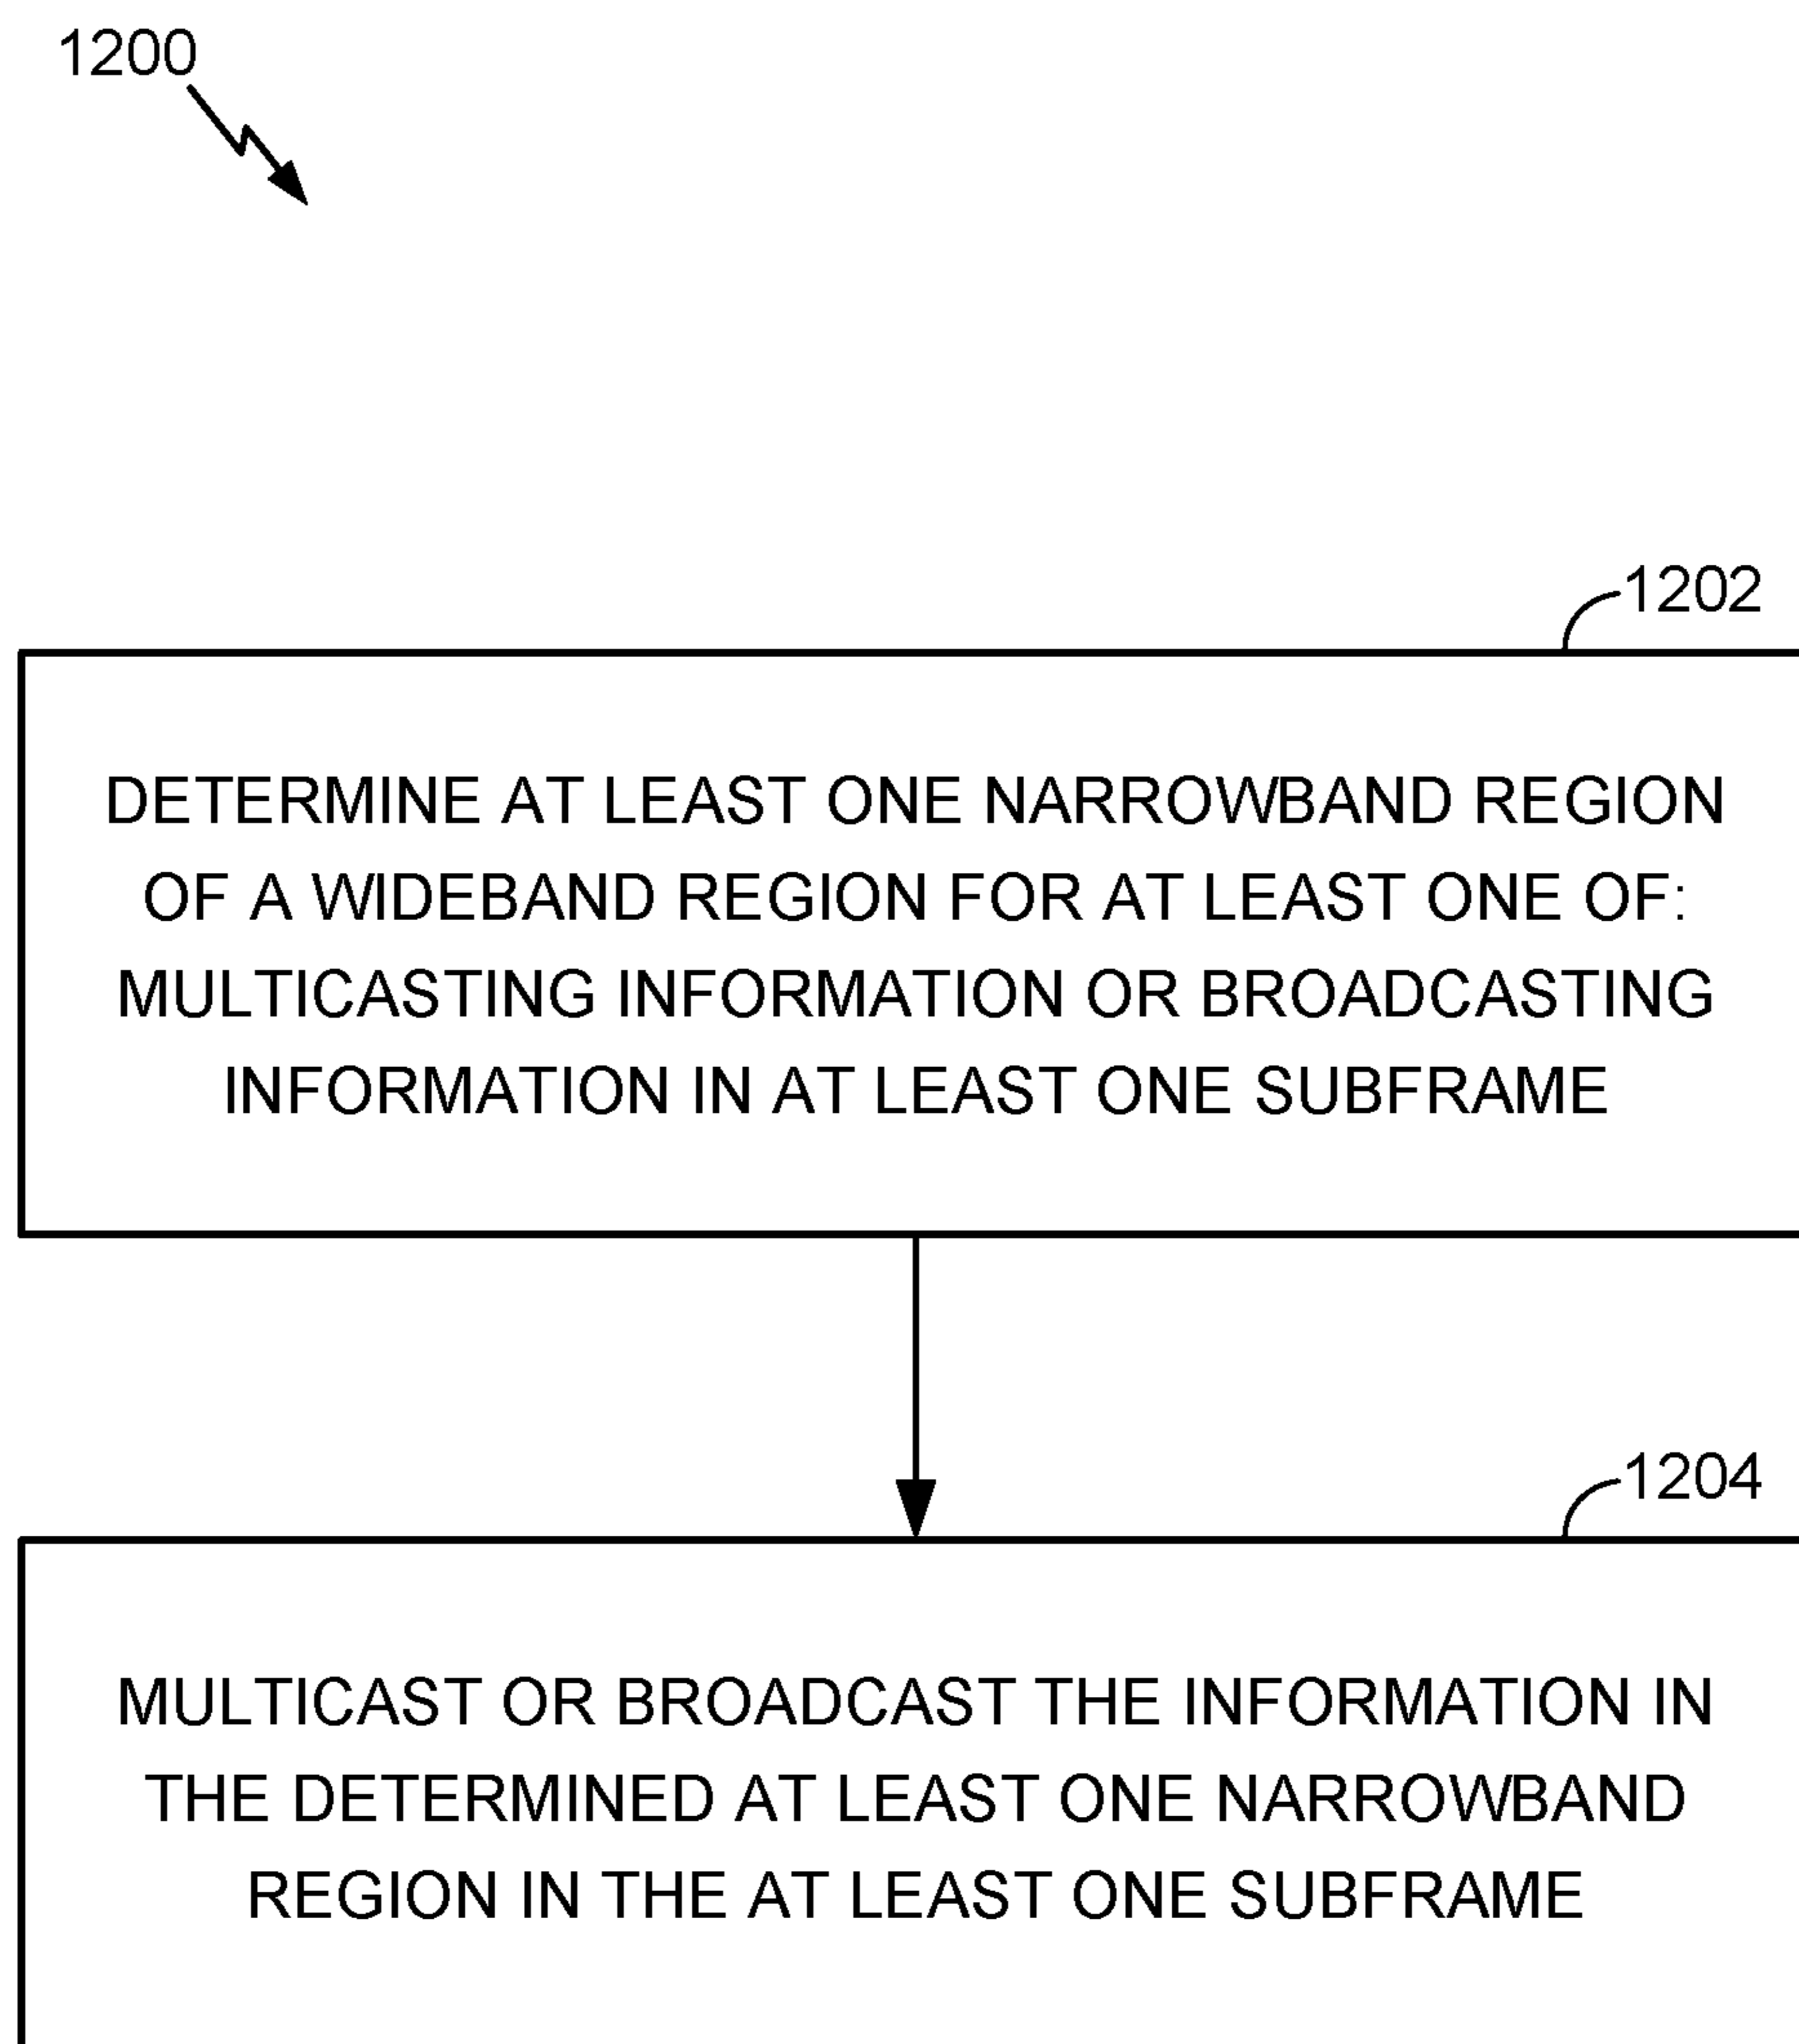 1200
1202
DETERMINE AT LEAST ONE NARROWBAND REGION
OF A WIDEBAND REGION FOR AT LEAST ONE OF:
MULTICASTING INFORMATION OR BROADCASTING
INFORMATION IN AT LEAST ONE SUBFRAME
1204
MULTICAST OR BROADCAST THE INFORMATION IN
THE DETERMINED AT LEAST ONE NARROWBAND
REGION IN THE AT LEAST ONE SUBFRAME